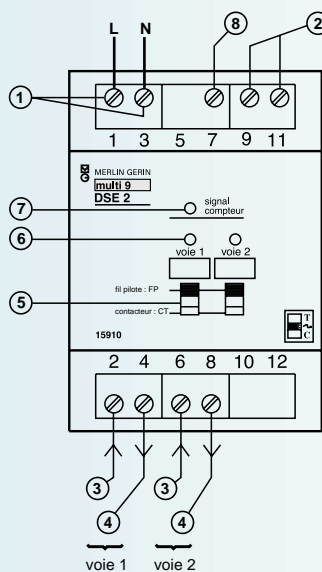 L N
8
2
1
1 3 5 7 9 11
MERLIN GERIN
multi 9
DSE 2
7
signal
compteur
6
voie 1 voie 2
fil pilote : FP
5
contacteur : CT
15910
T
C
2 4 6 8 10 12
3 3
4 4
voie 1 voie 2